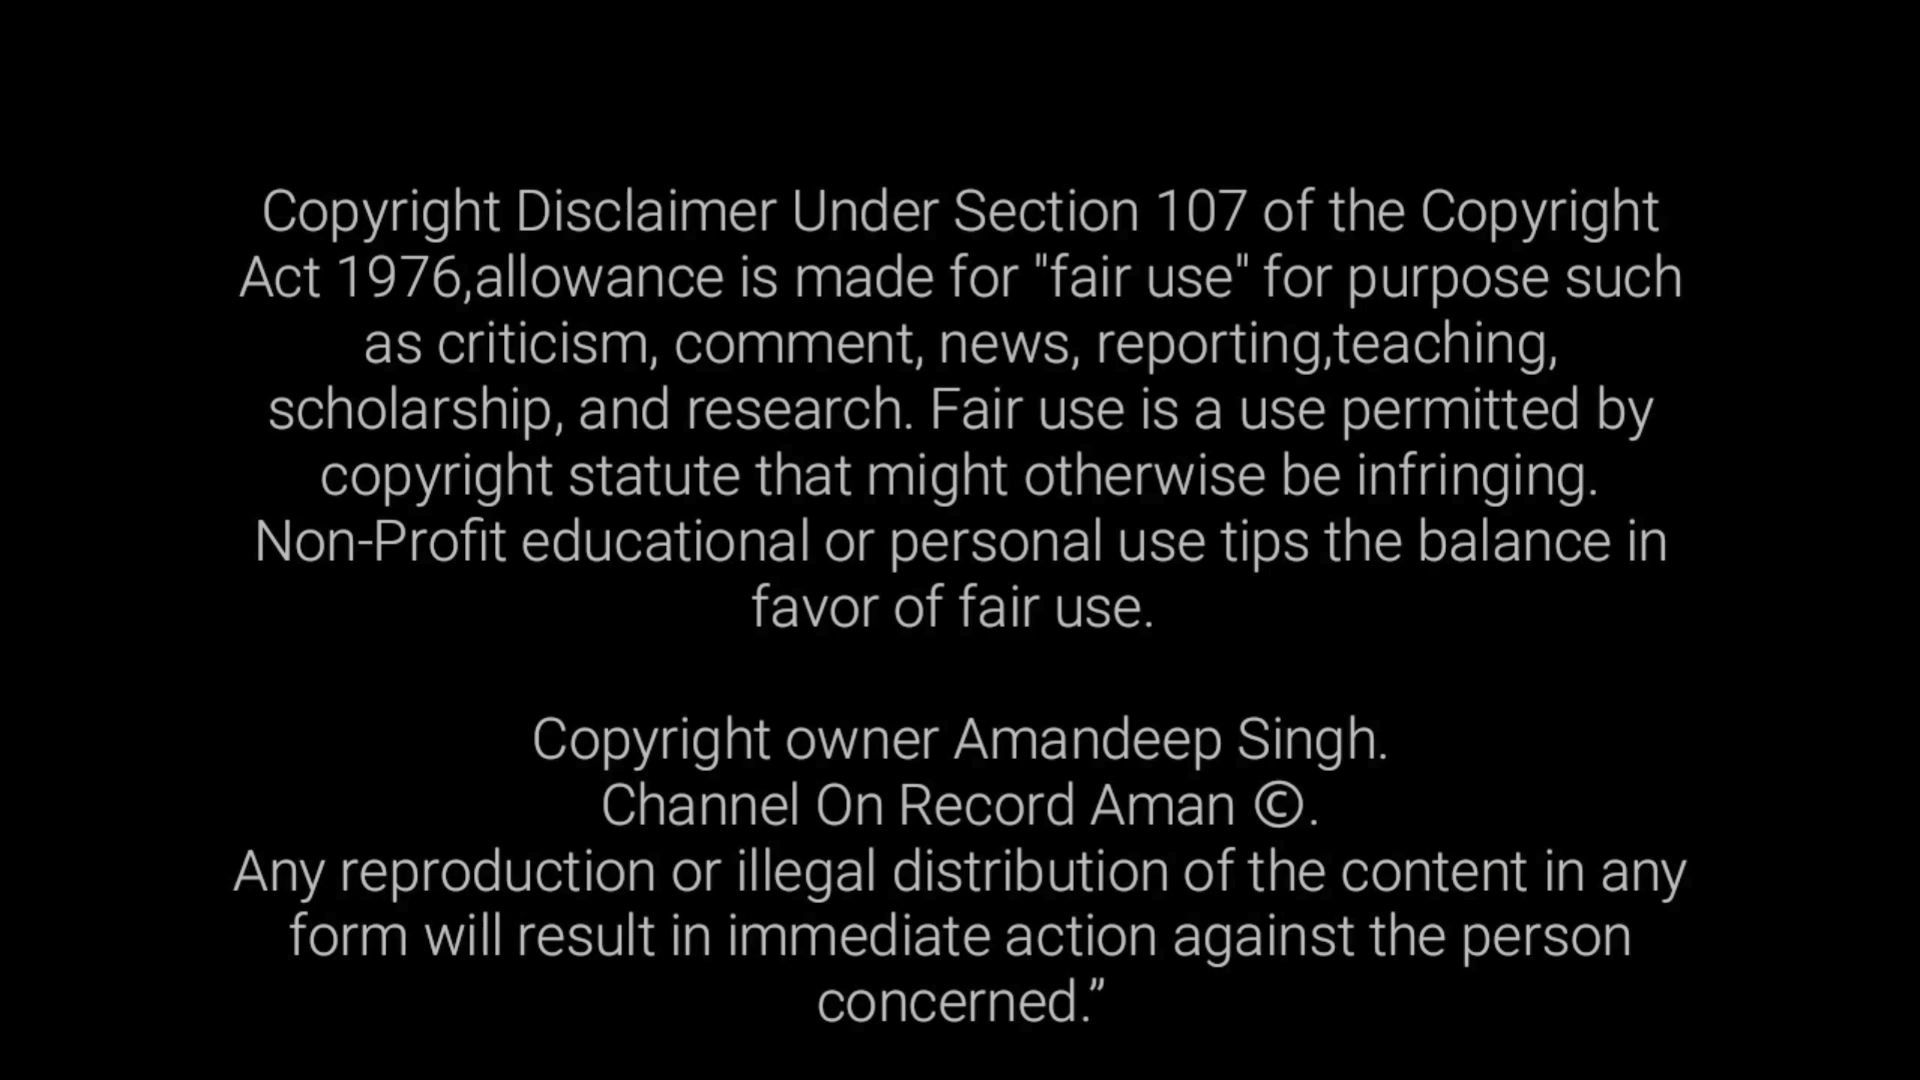 Copyright Disclaimer Under Section 107 of the Copyright
Act 1976,allowance is made for "fair use" for purpose such
as criticism, comment, news, reporting,teaching,
scholarship, and research. Fair use is a use permitted by
copyright statute that might otherwise be infringing.
Non-Profit educational or personal use tips the balance in
favor of fair use.
Copyright owner Amandeep Singh.
Channel On Record Aman ©.
Any reproduction or illegal distribution of the content in any
form will result in immediate action against the person
concerned.”